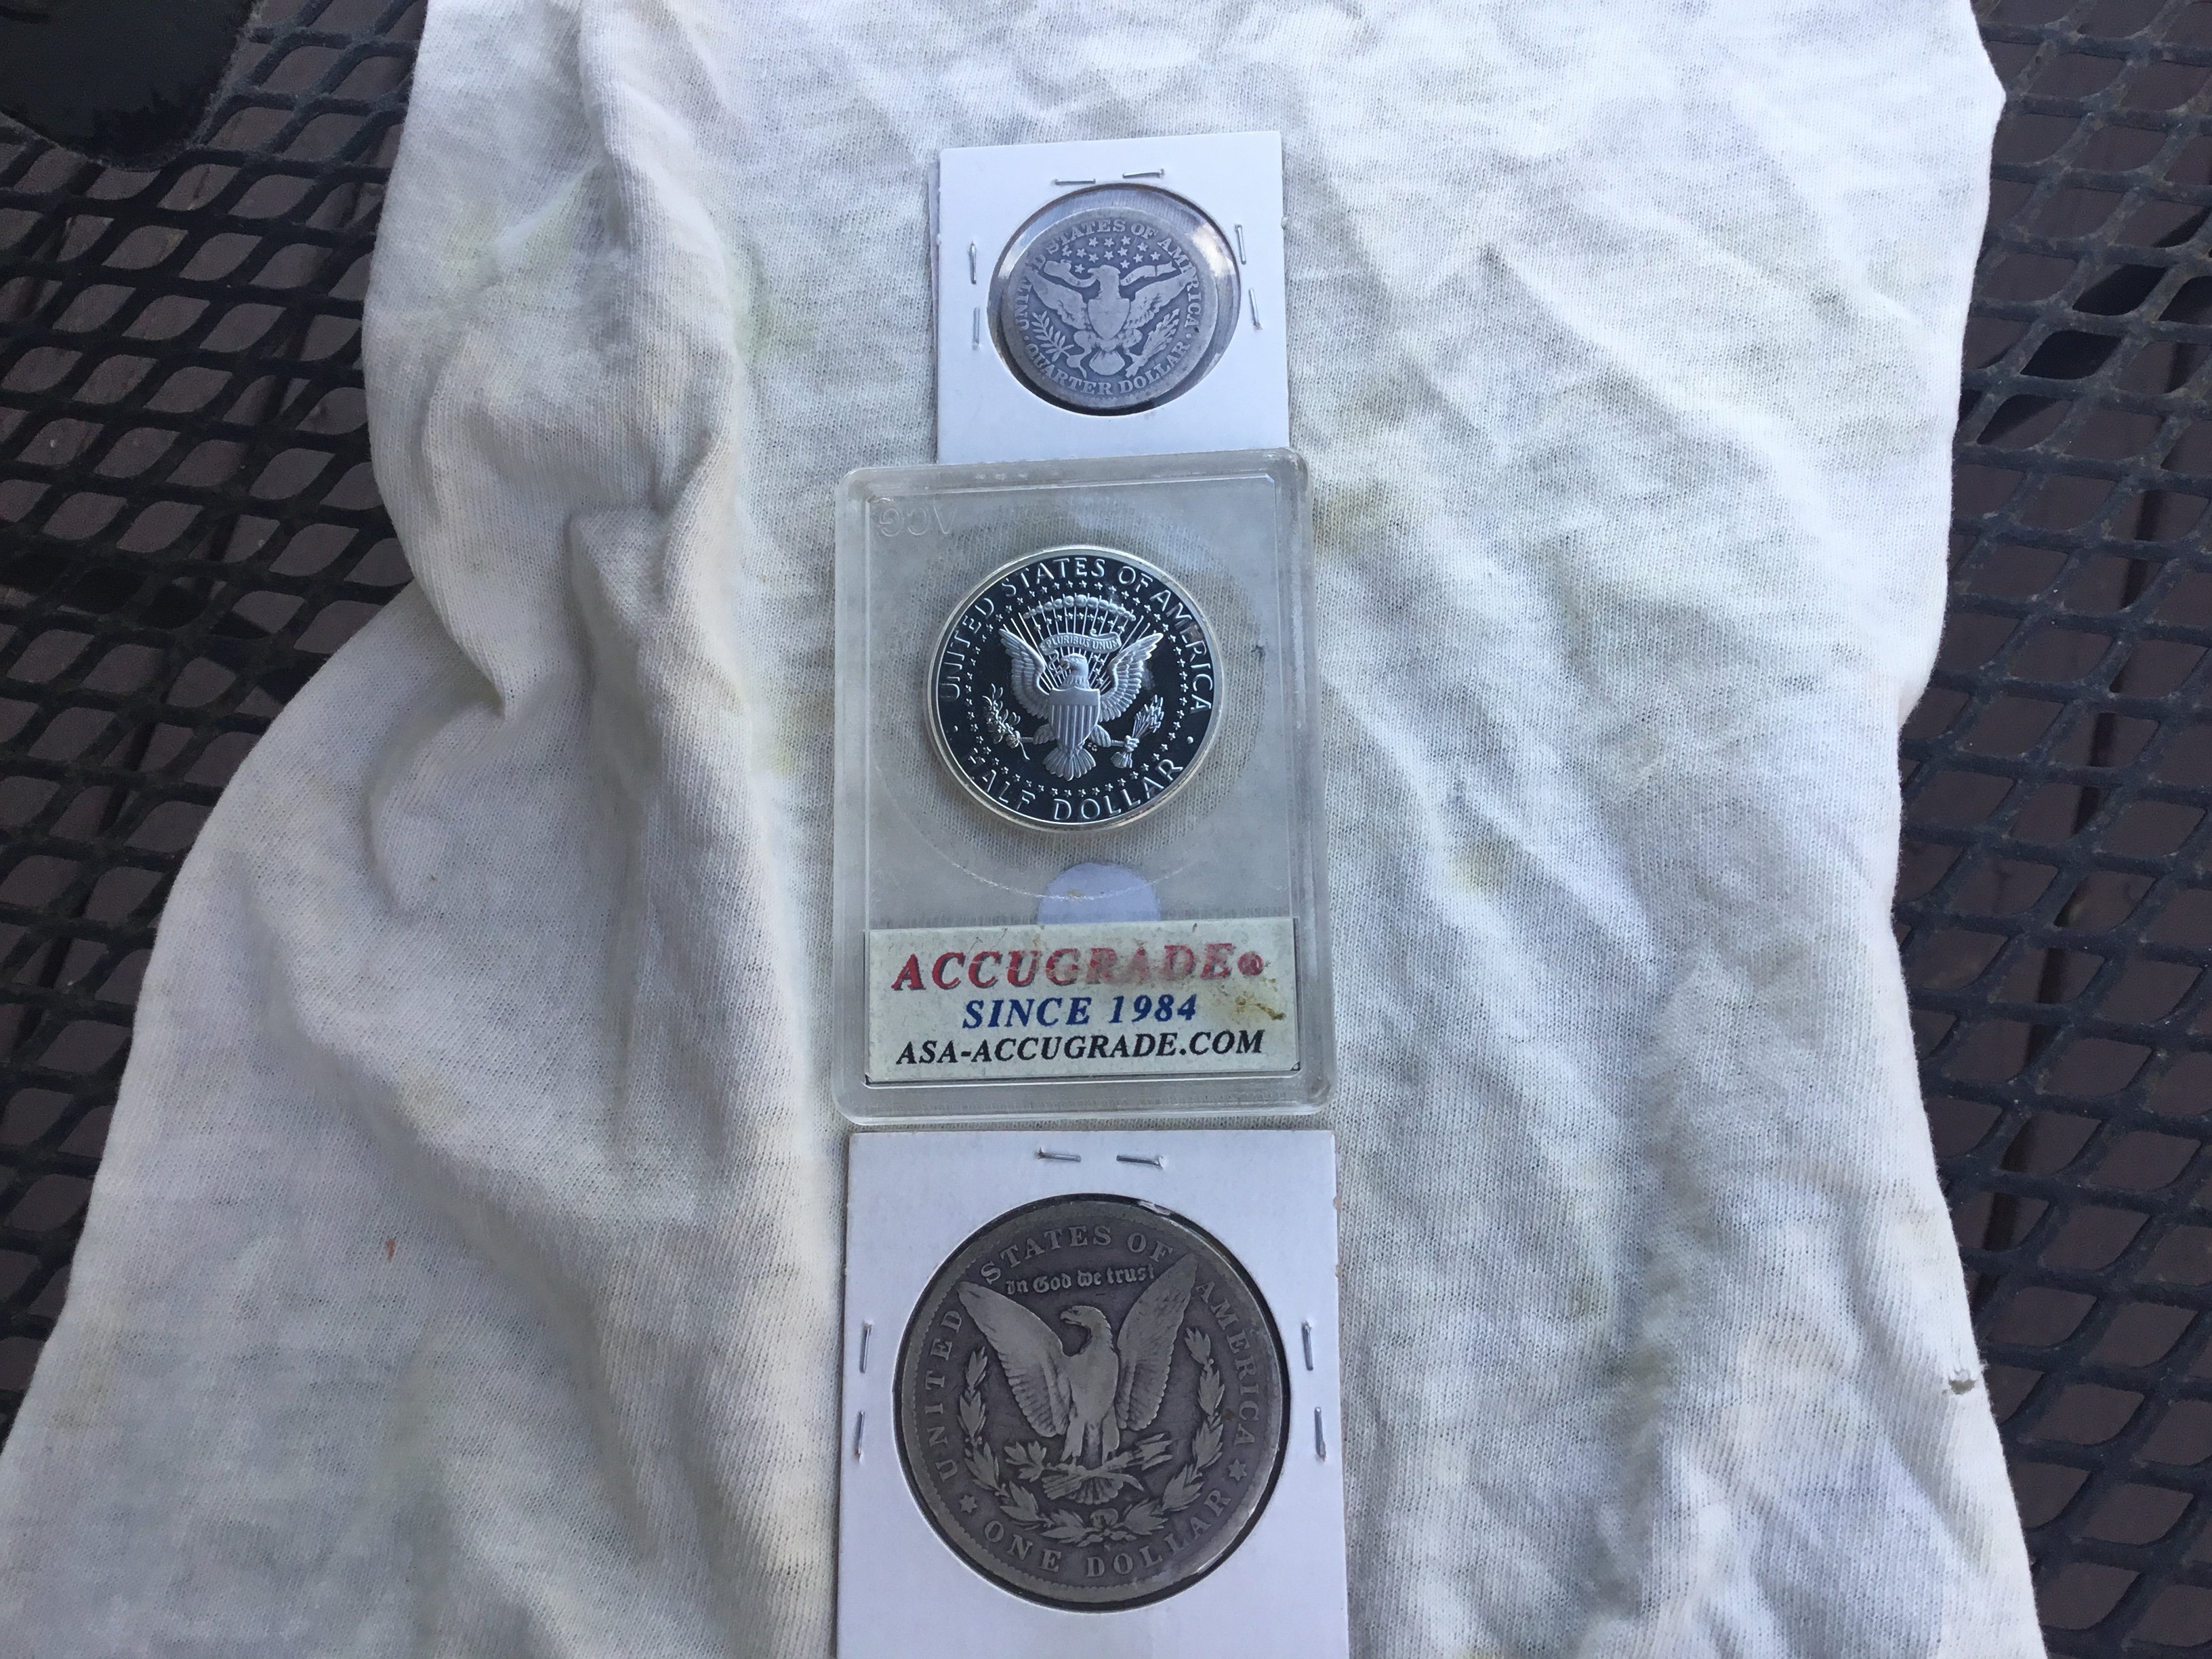 UNITED STATES OF AMERICA
QUARTER DOLLAR
ACG
UNITED STATES OF AMERICA
E PLURIBUS UNUM
HALF DOLLAR
ACCUGRADE®
SINCE 1984
ASA-ACCUGRADE.COM
UNITED STATES OF AMERICA
In God we trust
ONE DOLLAR